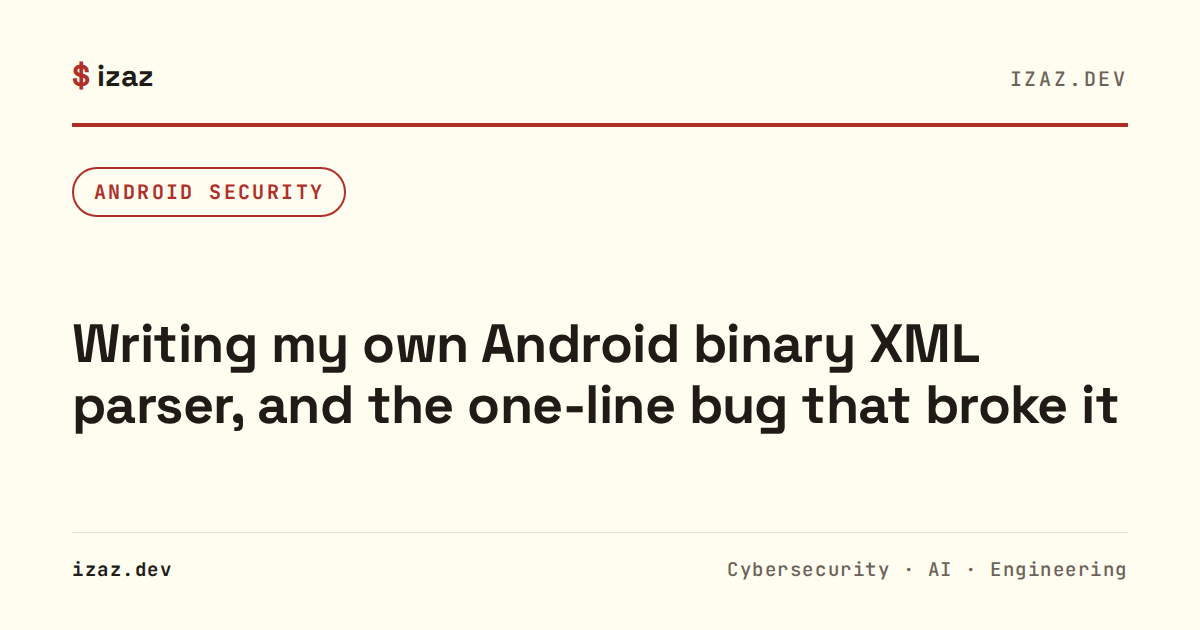 $ izaz
IZAZ.DEV
ANDROID SECURITY
Writing my own Android binary XML
parser, and the one-line bug that broke it
izaz.dev
Cybersecurity · AI · Engineering